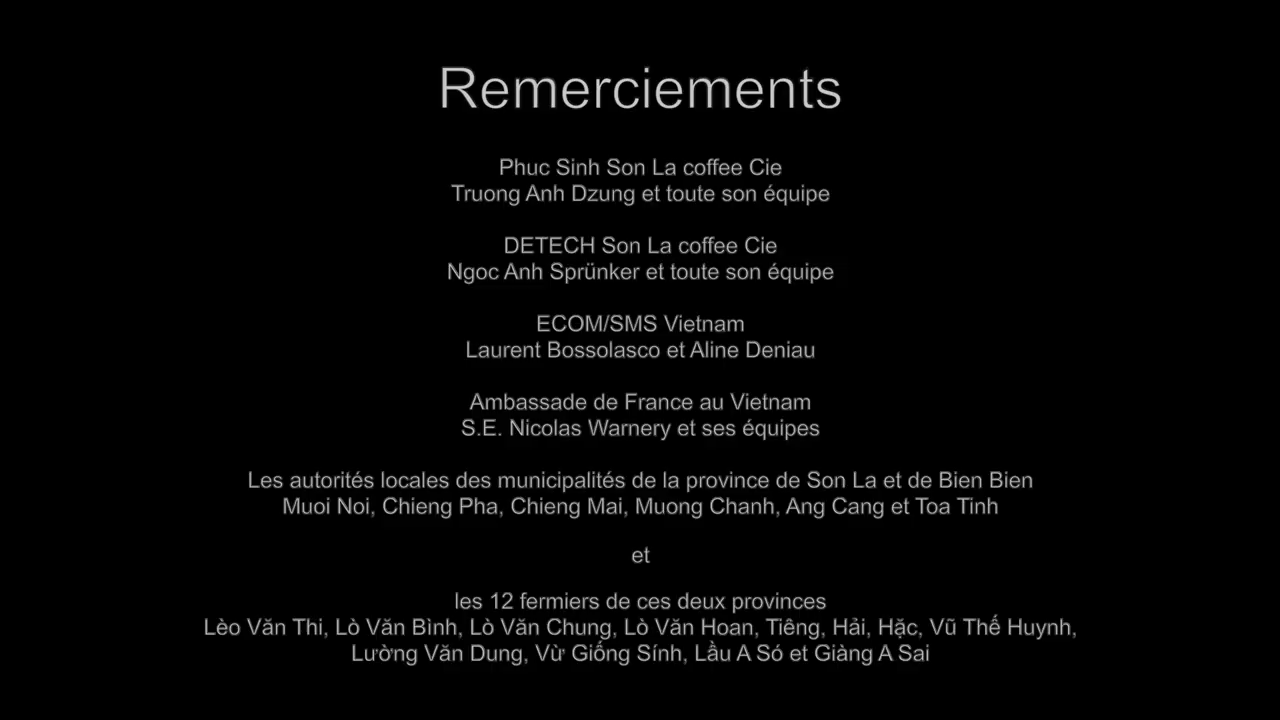 Remerciements
Phuc Sinh Son La coffee Cie
Truong Anh Dzung et toute son équipe
DETECH Son La coffee Cie
Ngoc Anh Sprünker et toute son équipe
ECOM/SMS Vietnam
Laurent Bossolasco et Aline Deniau
Ambassade de France au Vietnam
S.E. Nicolas Warnery et ses équipes
Les autorités locales des municipalités de la province de Son La et de Bien Bien
Muoi Noi, Chieng Pha, Chieng Mai, Muong Chanh, Ang Cang et Toa Tinh
et
les 12 fermiers de ces deux provinces
Lèo Văn Thi, Lò Văn Bình, Lò Văn Chung, Lò Văn Hoan, Tiêng, Hải, Hặc, Vũ Thế Huynh,
Lường Văn Dung, Vừ Giống Sính, Lầu A Só et Giàng A Sai